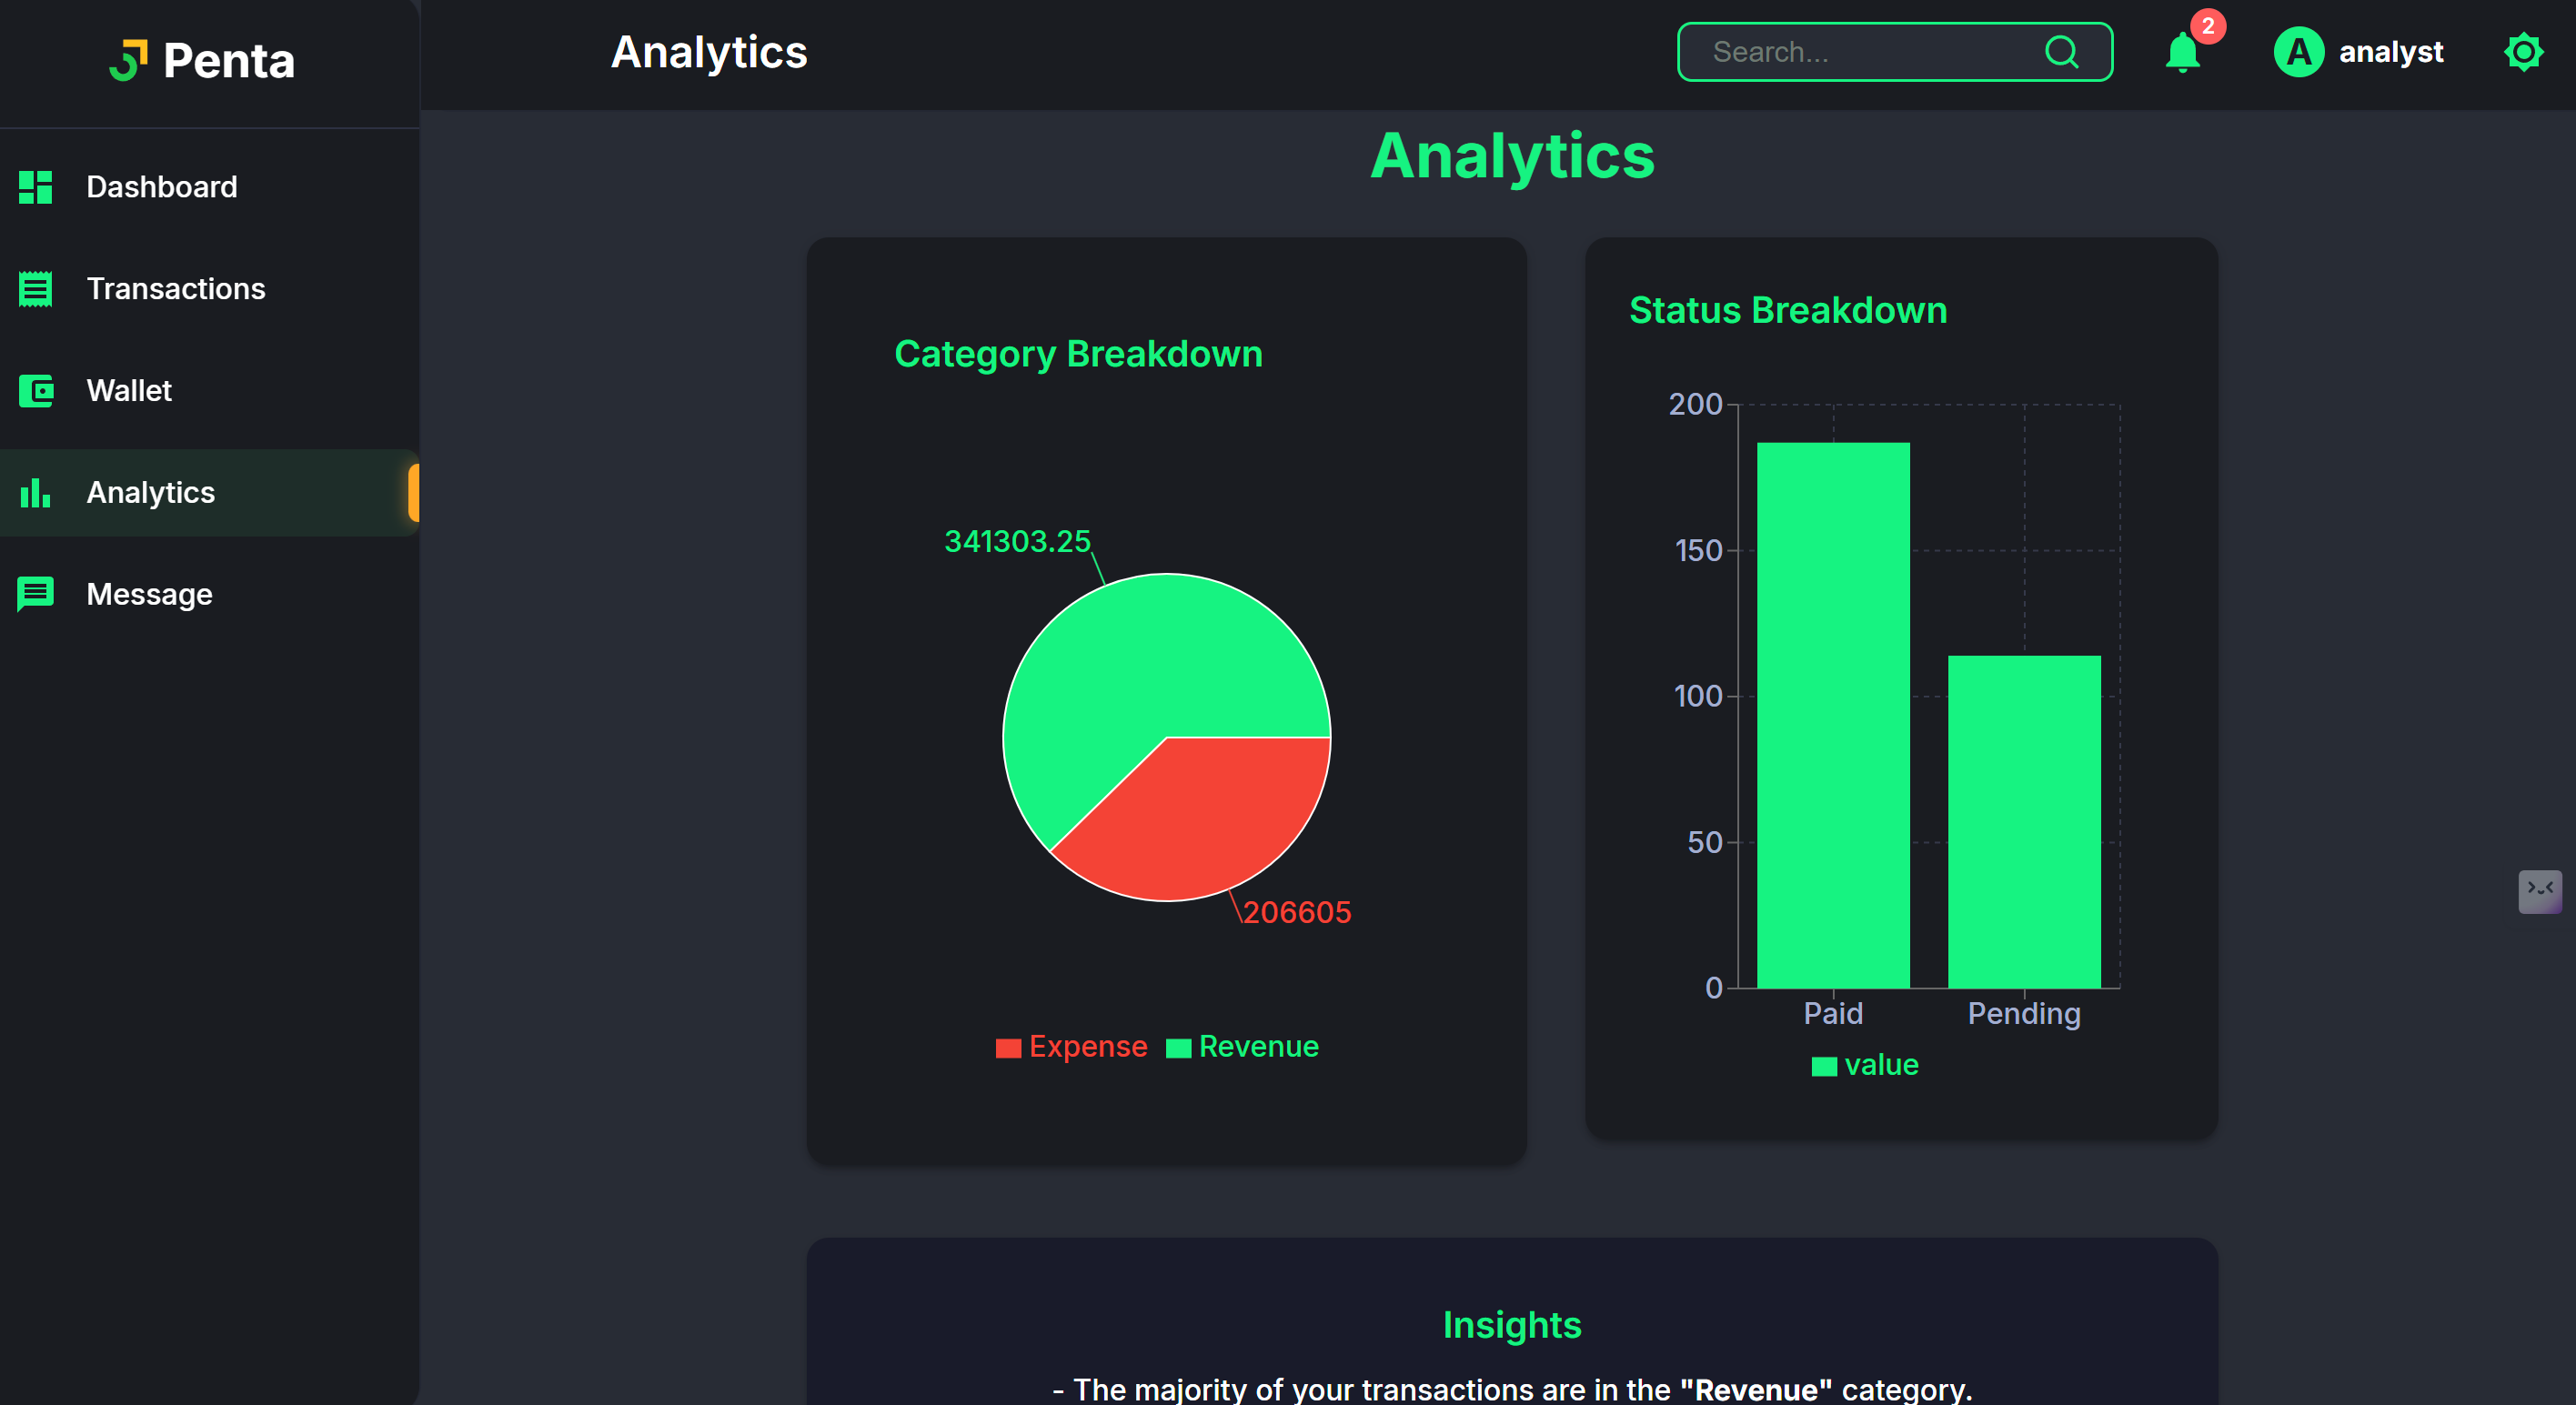 Penta
Analytics
Search...
2
A
analyst
Dashboard
Transactions
Wallet
Analytics
Message
Analytics
Category Breakdown
341303.25
206605
Expense Revenue
Status Breakdown
200
150
100
50
0
Paid Pending
value
Insights
- The majority of your transactions are in the "Revenue" category.